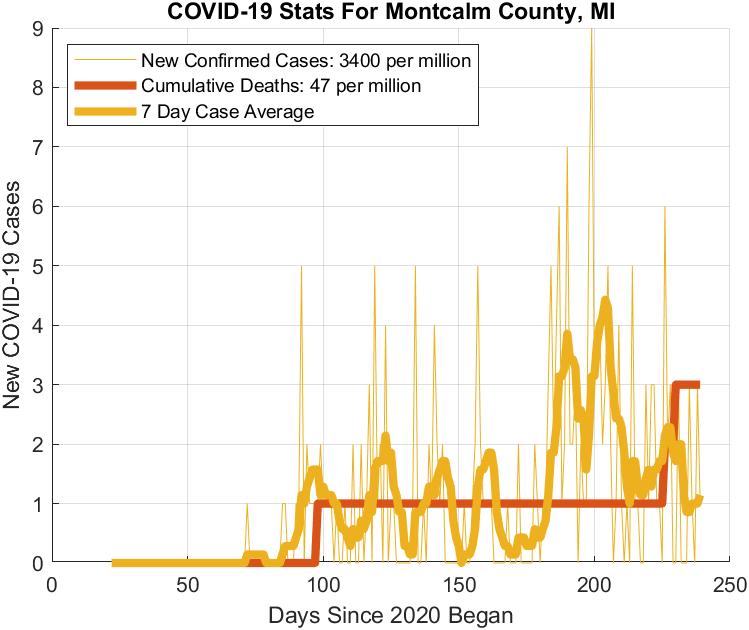 COVID-19 Stats For Montcalm County, MI
New Confirmed Cases: 3400 per million
Cumulative Deaths: 47 per million
7 Day Case Average
New COVID-19 Cases
9
8
7
6
5
4
3
2
1
0
0 50 100 150 200 250
Days Since 2020 Began